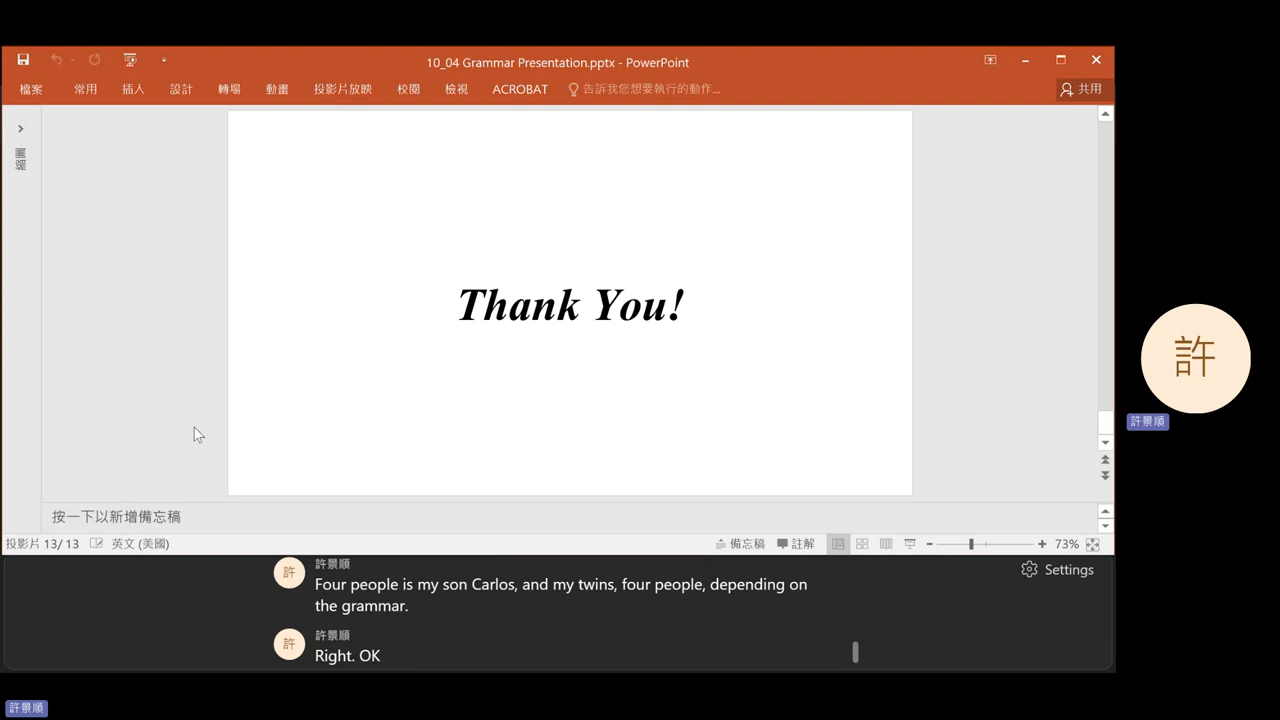 10_04 Grammar Presentation.pptx - PowerPoint
檔案 常用 插入 設計 轉場 動畫 投影片放映 校閱 檢視 ACROBAT 告訴我您想要執行的動作... 共用
縮圖
Thank You!
許
許景順
按一下以新增備忘稿
投影片 13/ 13 英文 (美國) 備忘稿 註解 73%
許
許景順
Four people is my son Carlos, and my twins, four people, depending on
the grammar.
Settings
許
許景順
Right. OK
許景順